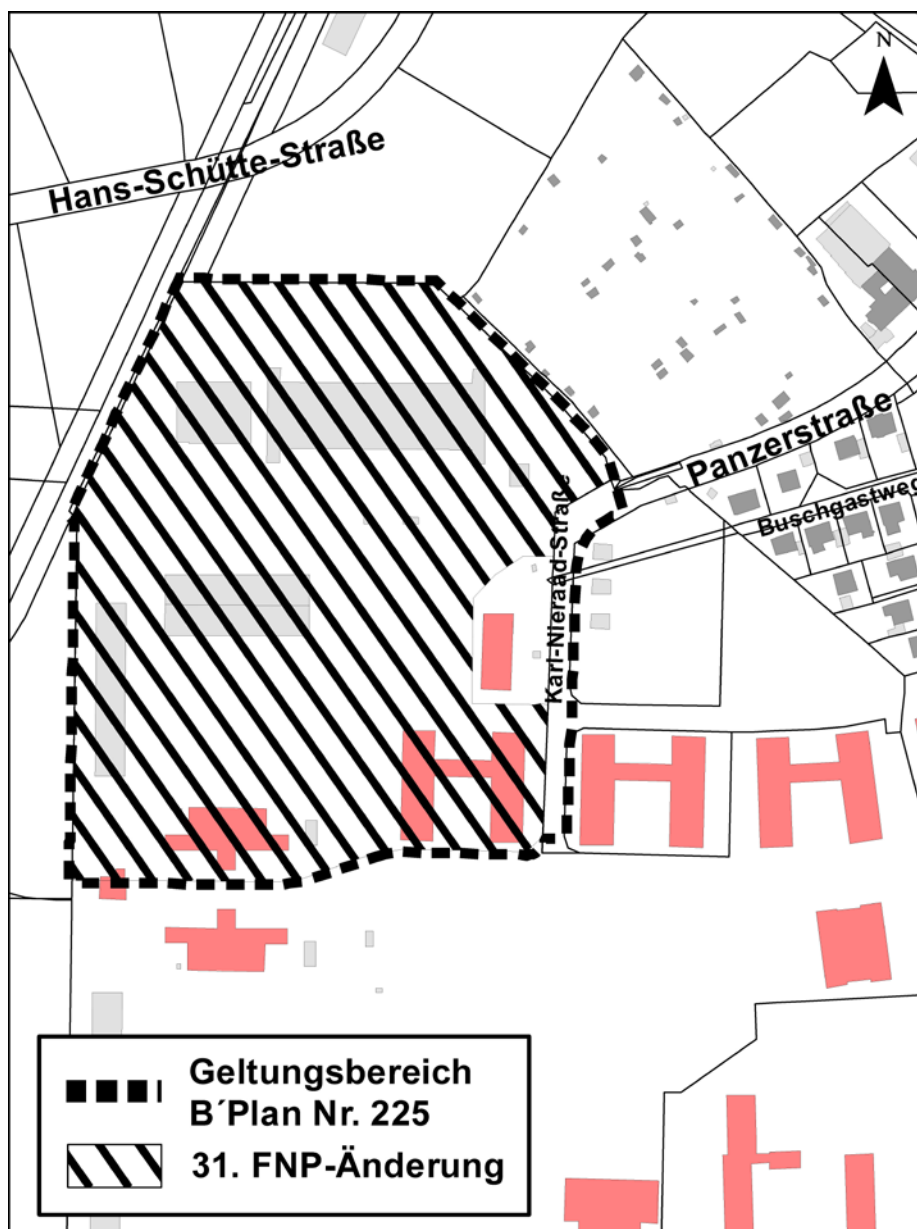 N
Hans-Schütte-Straße
Panzerstraße
Buschgastweg
Karl-Nieraad-Straße
Geltungsbereich
B´Plan Nr. 225
31. FNP-Änderung